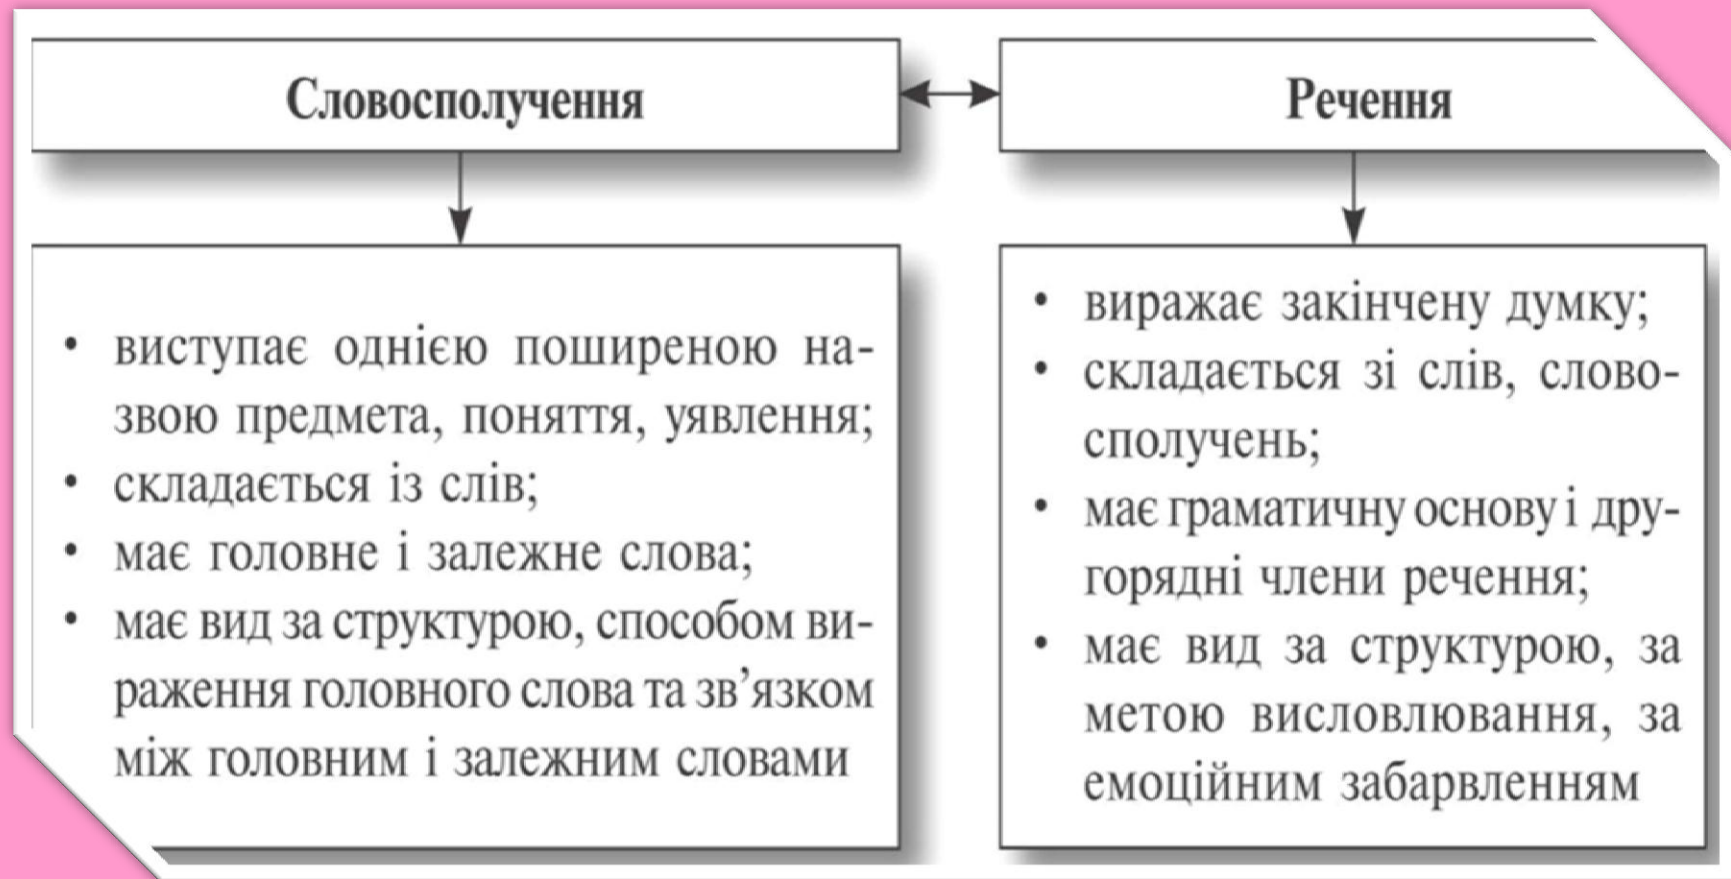 Словосполучення
Речення
• виступає однією поширеною на-
звою предмета, поняття, уявлення;
• складається із слів;
• має головне і залежне слова;
• має вид за структурою, способом ви-
раження головного слова та зв’язком
між головним і залежним словами
• виражає закінчену думку;
• складається зі слів, слово-
сполучень;
• має граматичну основу і дру-
горядні члени речення;
• має вид за структурою, за
метою висловлювання, за
емоційним забарвленням